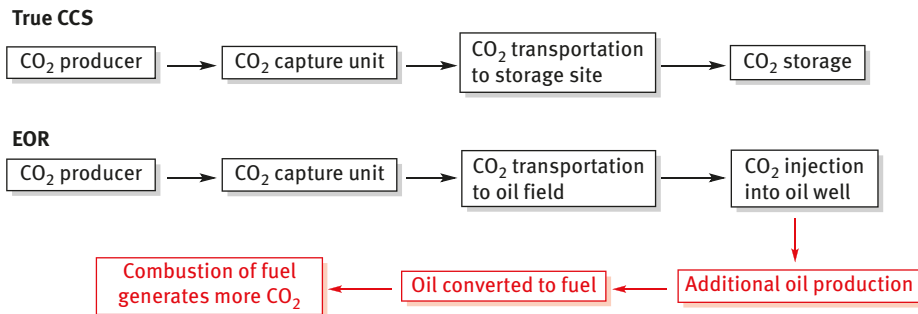 True CCS
CO₂ producer
CO₂ capture unit
CO₂ transportation
to storage site
CO₂ storage
EOR
CO₂ producer
CO₂ capture unit
CO₂ transportation
to oil field
CO₂ injection
into oil well
Additional oil production
Oil converted to fuel
Combustion of fuel
generates more CO₂